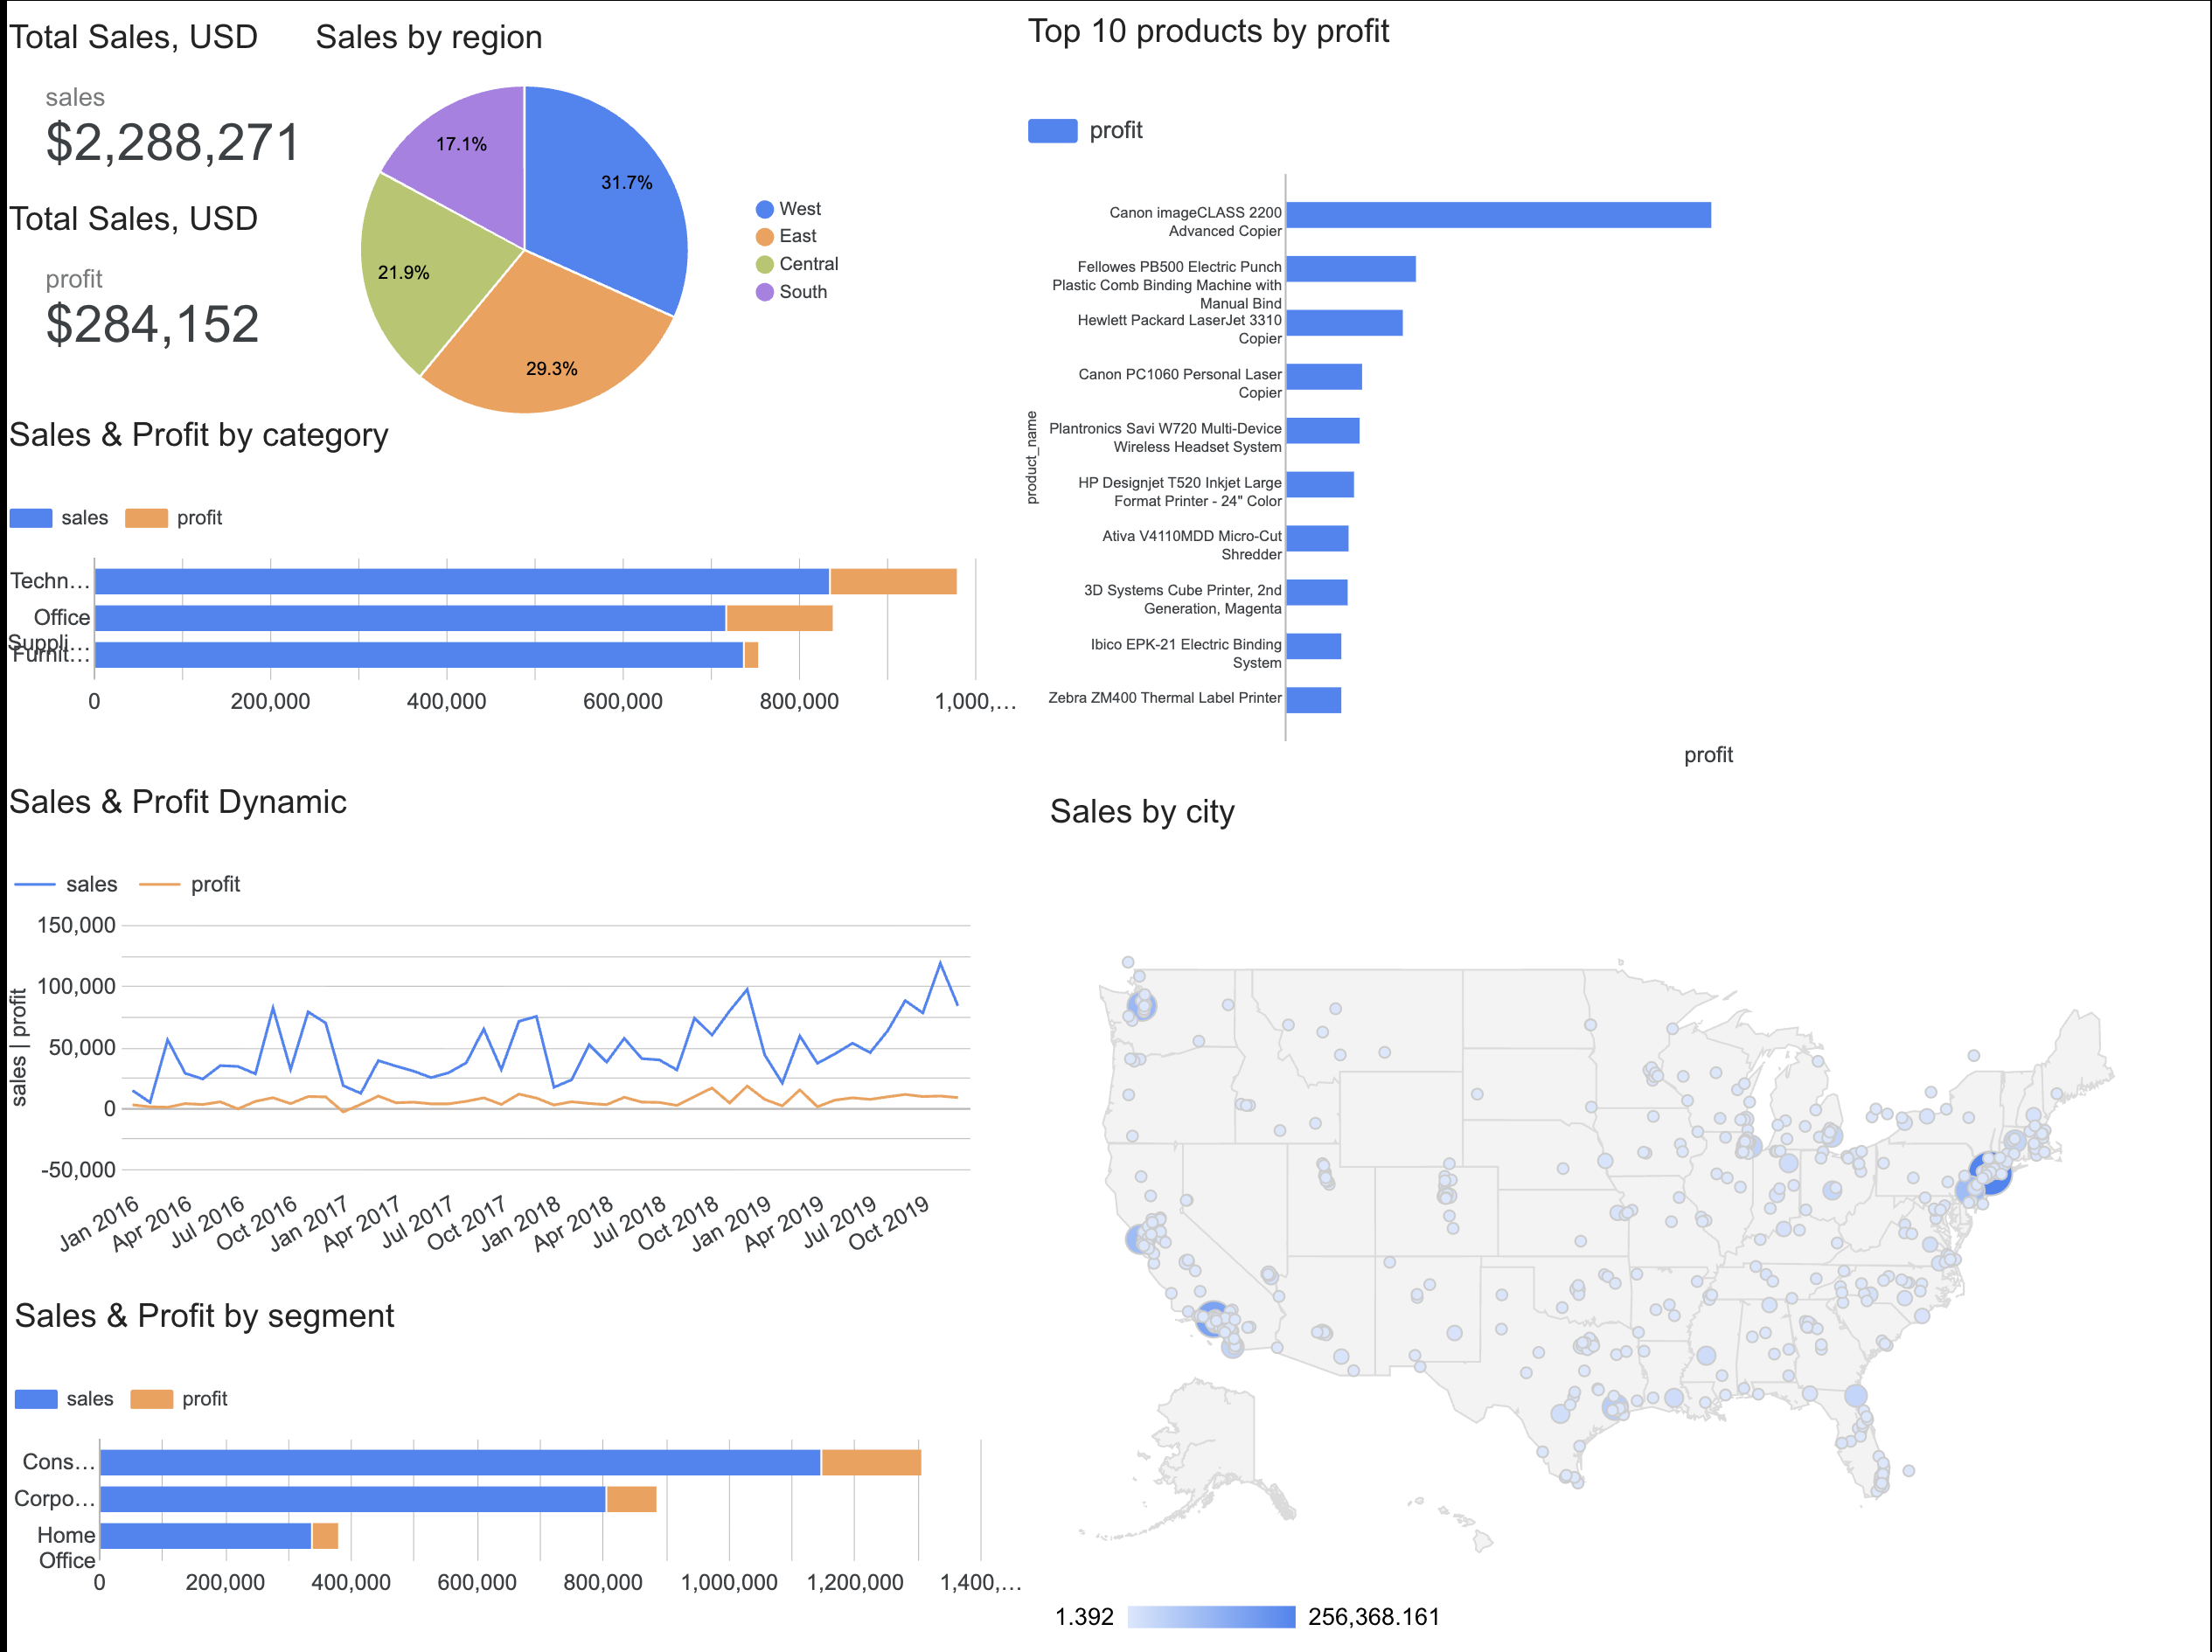 Total Sales, USD
sales
$2,288,271
Total Sales, USD
profit
$284,152
Sales by region
17.1%
31.7%
21.9%
29.3%
West
East
Central
South
Sales & Profit by category
sales profit
Techn…
Office
Suppli…
Furnit…
0 200,000 400,000 600,000 800,000 1,000,…
Sales & Profit Dynamic
sales profit
sales | profit
150,000
100,000
50,000
0
-50,000
Jan 2016 Apr 2016 Jul 2016 Oct 2016 Jan 2017 Apr 2017 Jul 2017 Oct 2017 Jan 2018 Apr 2018 Jul 2018 Oct 2018 Jan 2019 Apr 2019 Jul 2019 Oct 2019
Sales & Profit by segment
sales profit
Cons…
Corpo…
Home
Office
0 200,000 400,000 600,000 800,000 1,000,000 1,200,000 1,400,…
Top 10 products by profit
profit
product_name
Canon imageCLASS 2200
Advanced Copier
Fellowes PB500 Electric Punch
Plastic Comb Binding Machine with
Manual Bind
Hewlett Packard LaserJet 3310
Copier
Canon PC1060 Personal Laser
Copier
Plantronics Savi W720 Multi-Device
Wireless Headset System
HP Designjet T520 Inkjet Large
Format Printer - 24" Color
Ativa V4110MDD Micro-Cut
Shredder
3D Systems Cube Printer, 2nd
Generation, Magenta
Ibico EPK-21 Electric Binding
System
Zebra ZM400 Thermal Label Printer
profit
Sales by city
1.392 256,368.161